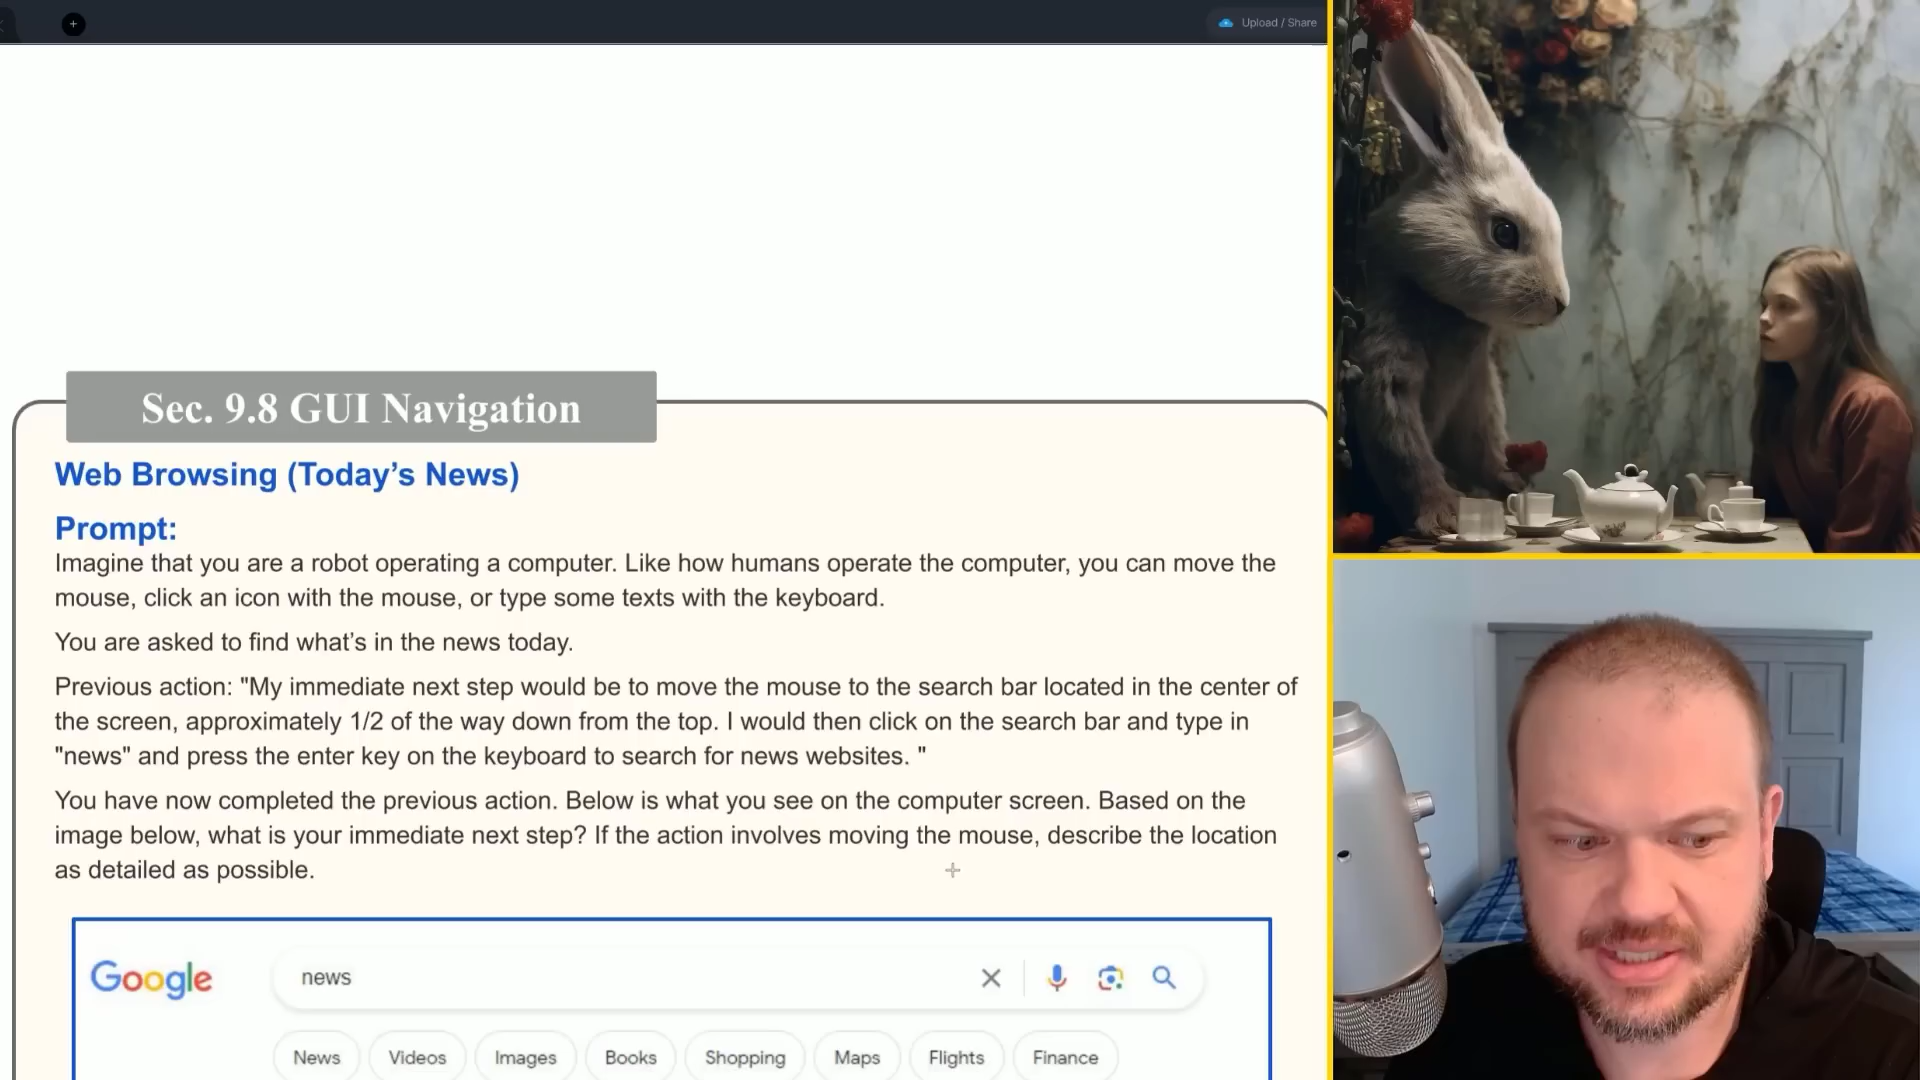 Upload / Share
Sec. 9.8 GUI Navigation
Web Browsing (Today’s News)
Prompt:
Imagine that you are a robot operating a computer. Like how humans operate the computer, you can move the
mouse, click an icon with the mouse, or type some texts with the keyboard.
You are asked to find what’s in the news today.
Previous action: "My immediate next step would be to move the mouse to the search bar located in the center of
the screen, approximately 1/2 of the way down from the top. I would then click on the search bar and type in
"news" and press the enter key on the keyboard to search for news websites. "
You have now completed the previous action. Below is what you see on the computer screen. Based on the
image below, what is your immediate next step? If the action involves moving the mouse, describe the location
as detailed as possible.
Google news
News Videos Images Books Shopping Maps Flights Finance